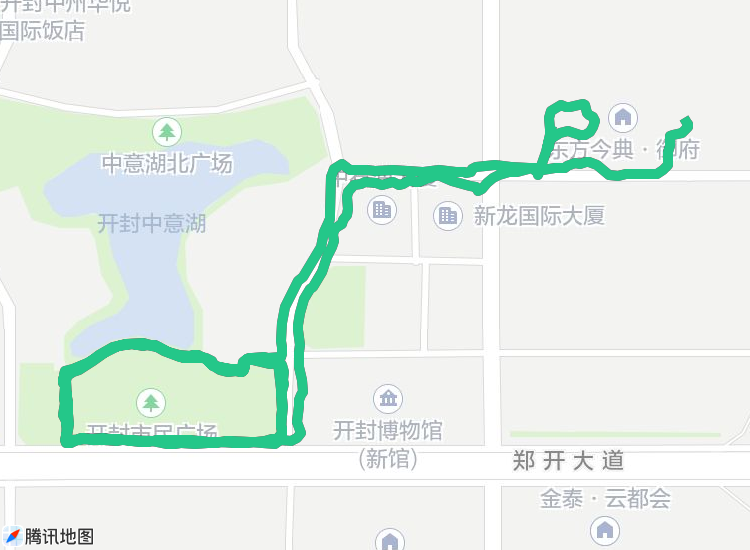 开封中州华悦
国际饭店
中意湖北广场
东方今典·御府
开封中意湖
新龙国际大厦
开封市民广场
开封博物馆
(新馆)
郑开大道
金泰·云都会
腾讯地图